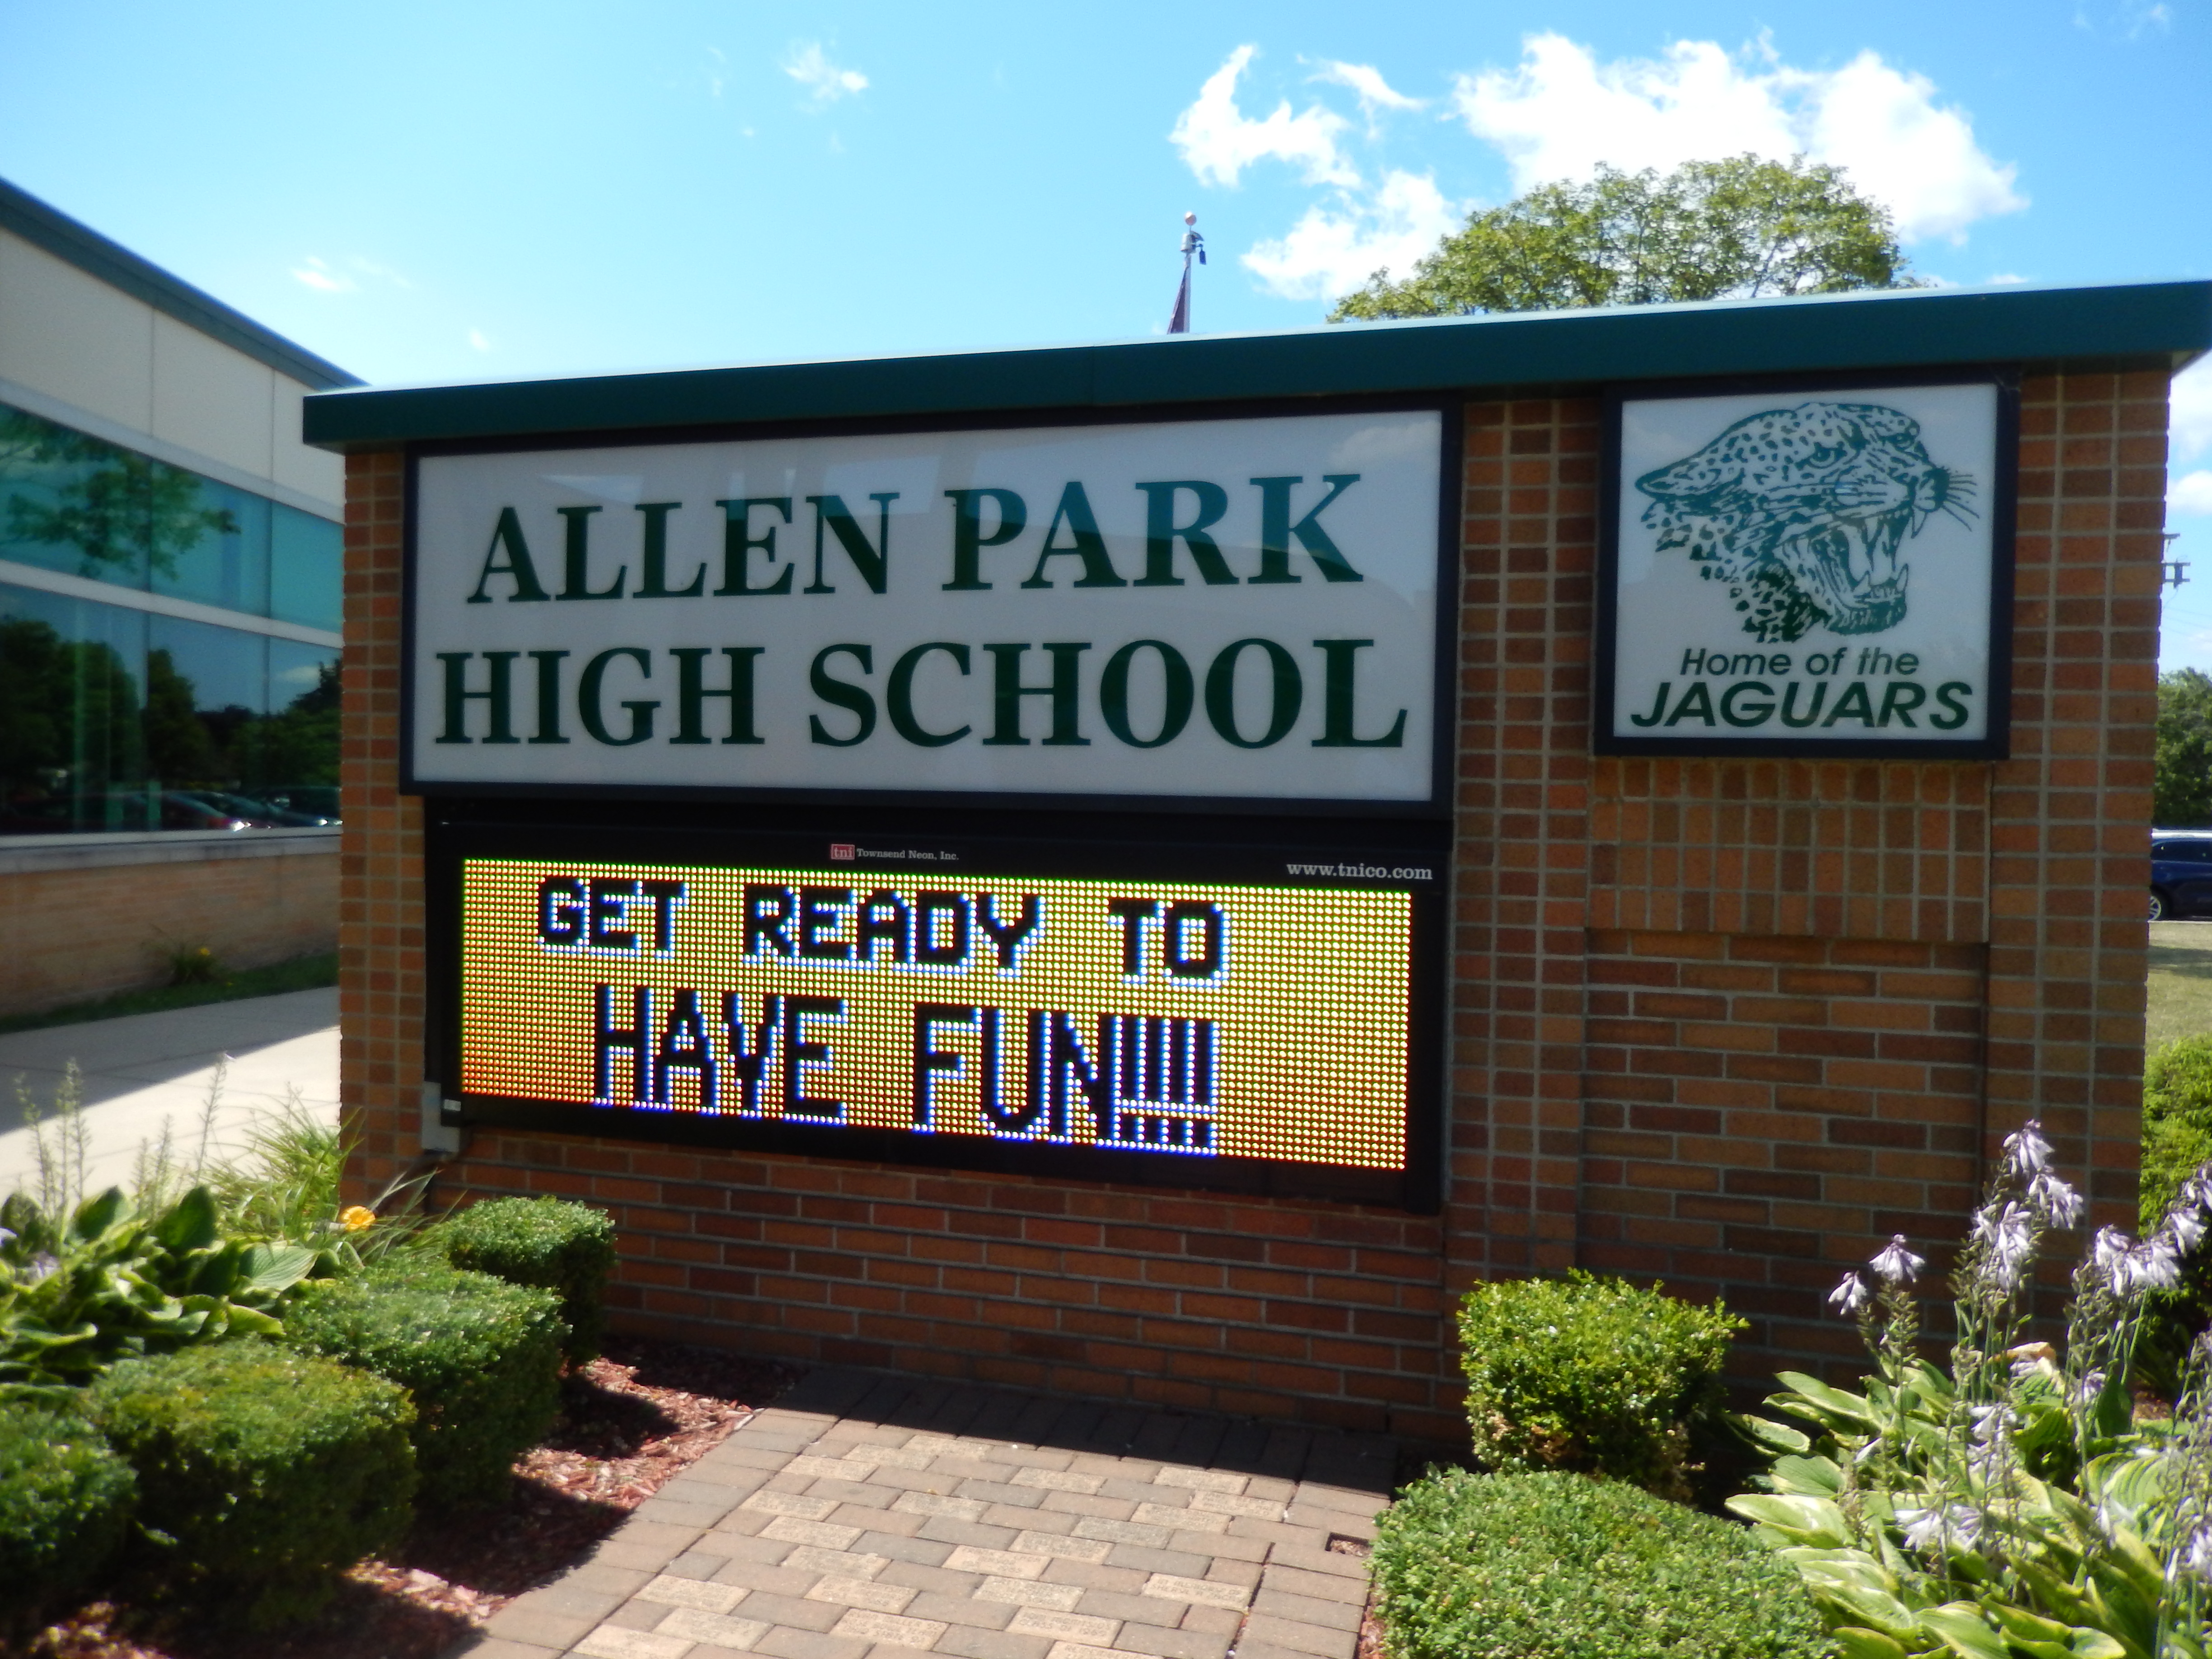 ALLEN PARK
HIGH SCHOOL
Home of the
JAGUARS
tni Townsend Neon, Inc.
www.tnico.com
GET READY TO
HAVE FUN!!!!